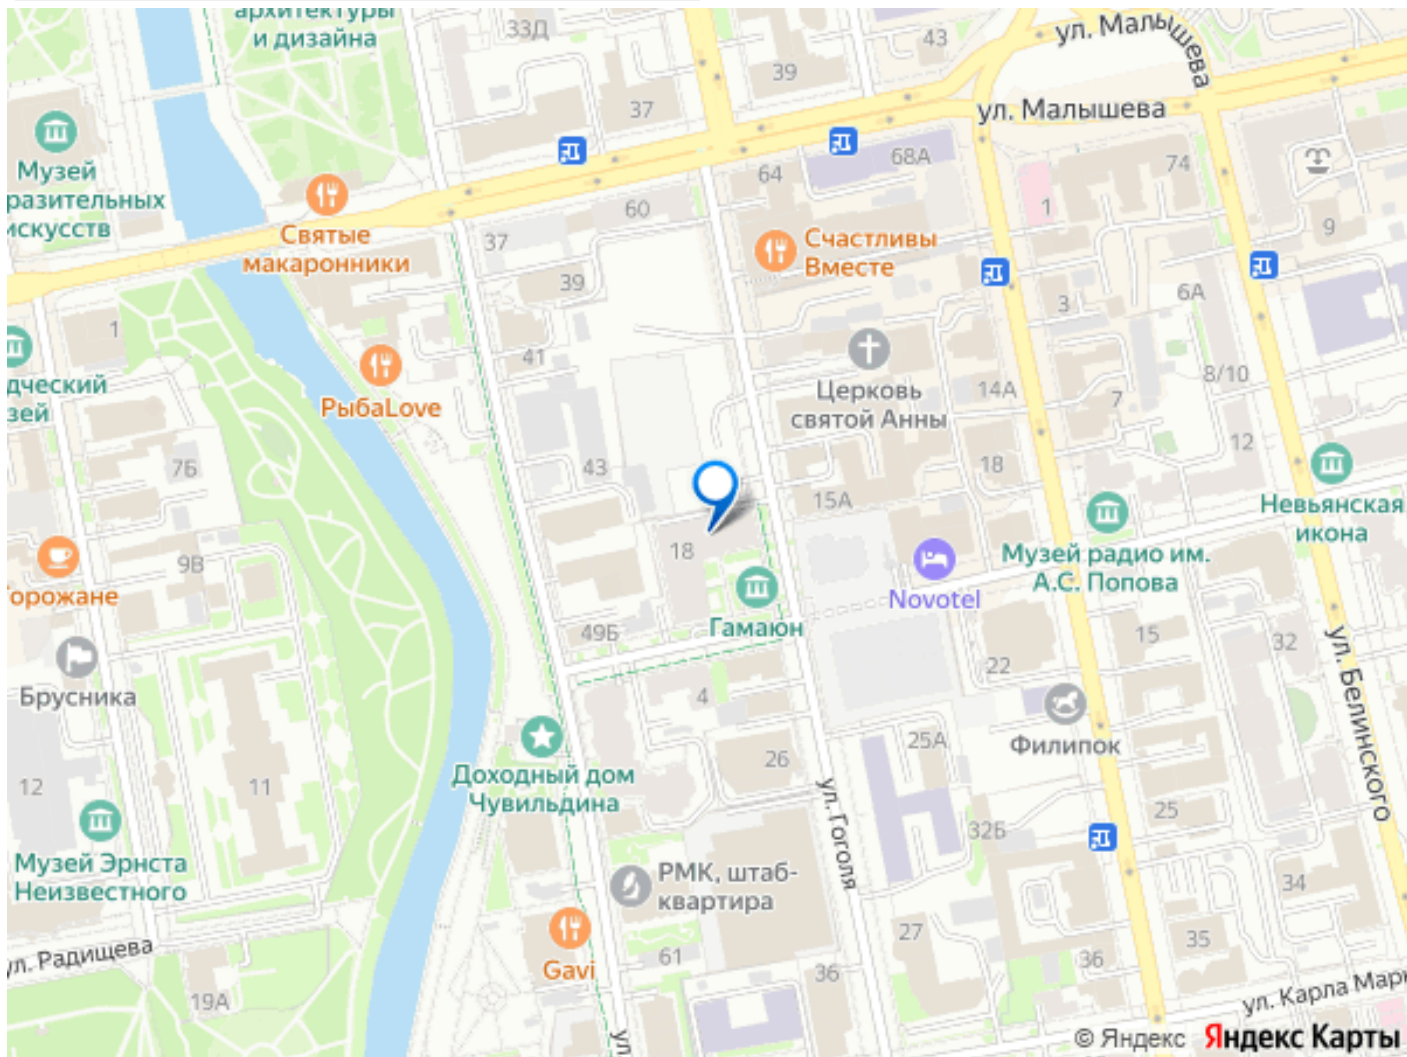 архитектуры
и дизайна
33Д
43
ул. Малышева
39
37
ул. Малышева
Музей
разительных
искусств
64
68А
74
1
60
9
Святые
макаронники
37
Счастливы
Вместе
39
3
6А
1
41
РыбаLove
Церковь
святой Анны
14А
7
8/10
дческий
зей
12
7Б
43
18
15А
Невьянская
икона
Музей радио им.
А.С. Попова
18
9В
Горожане
Novotel
Гамаюн
49Б
15
32
22
Брусника
4
ул. Белинского
Филипок
25А
26
Доходный дом
Чувильдина
12
11
ул. Гоголя
25
32Б
Музей Эрнста
Неизвестного
РМК, штаб-
квартира
34
27
35
ул. Радищева
Gavi
61
36
36
19А
ул. Карла Марк
ул
© Яндекс Яндекс Карты